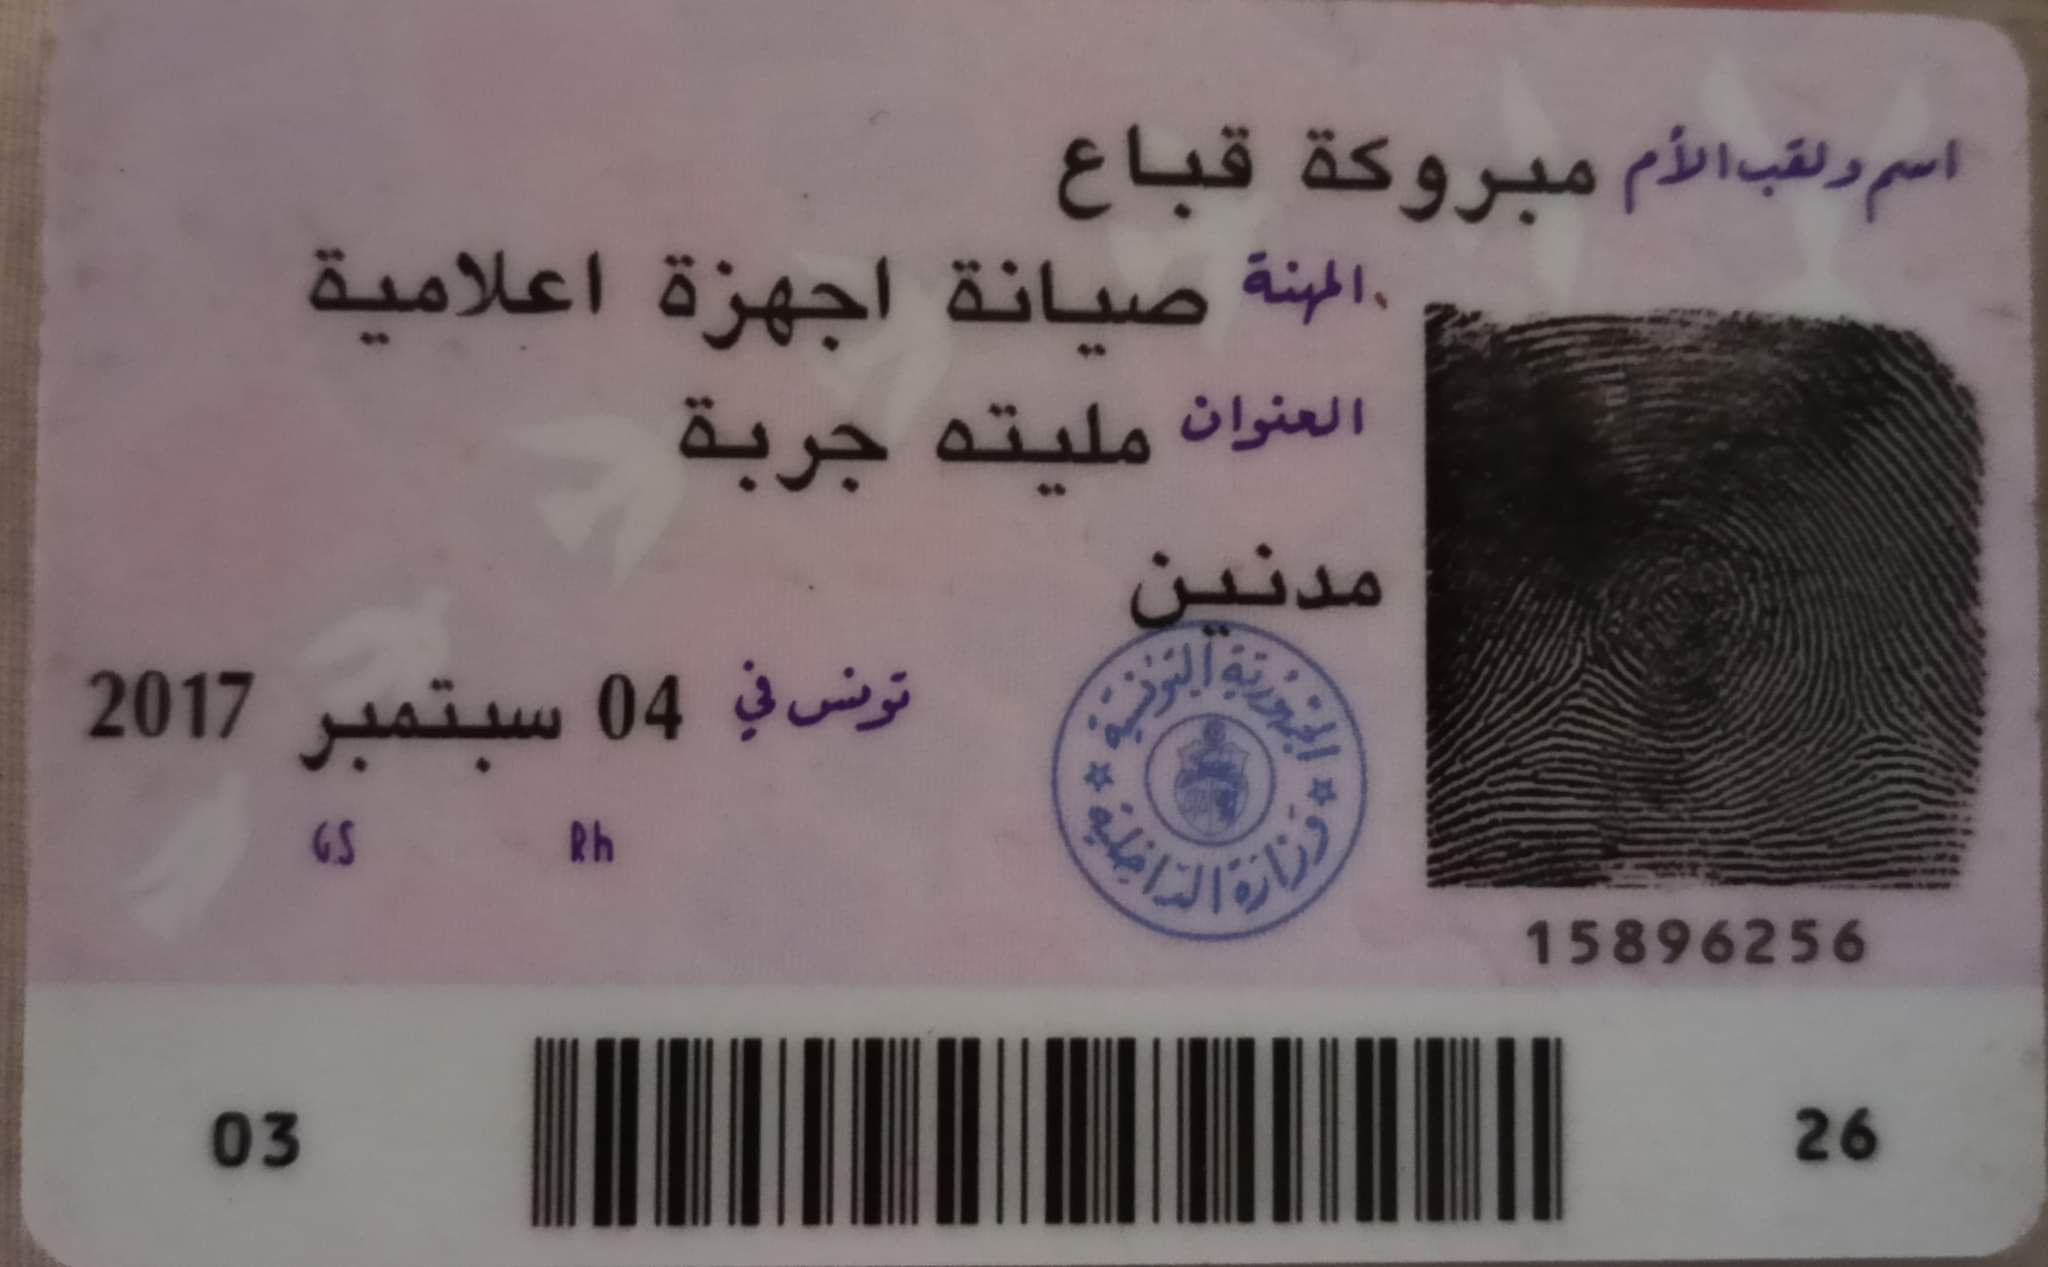 اسم ولقب الأم مبروكة قباع
المهنة صيانة اجهزة اعلامية
العنوان مليته جربة
مدنين
تونس في 04 سبتمبر 2017
الجمهورية التونسية
وزارة الداخلية
GS Rh
15896256
03 26